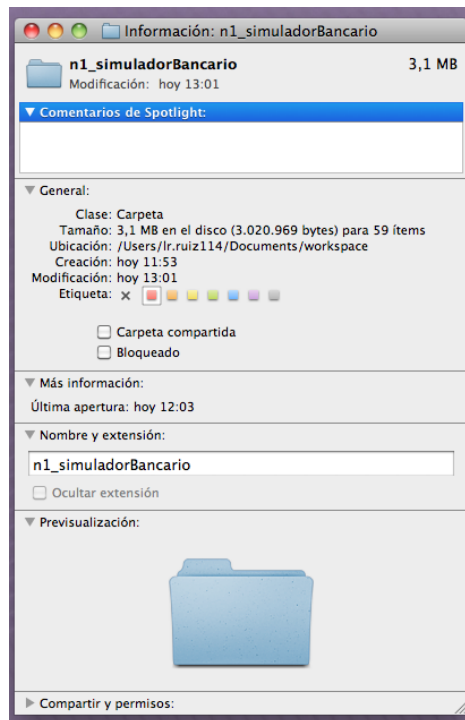 Información: n1_simuladorBancario
n1_simuladorBancario 3,1 MB
Modificación: hoy 13:01
Comentarios de Spotlight:
General:
Clase: Carpeta
Tamaño: 3,1 MB en el disco (3.020.969 bytes) para 59 ítems
Ubicación: /Users/lr.ruiz114/Documents/workspace
Creación: hoy 11:53
Modificación: hoy 13:01
Etiqueta:
Carpeta compartida
Bloqueado
Más información:
Última apertura: hoy 12:03
Nombre y extensión:
n1_simuladorBancario
Ocultar extensión
Previsualización:
Compartir y permisos: